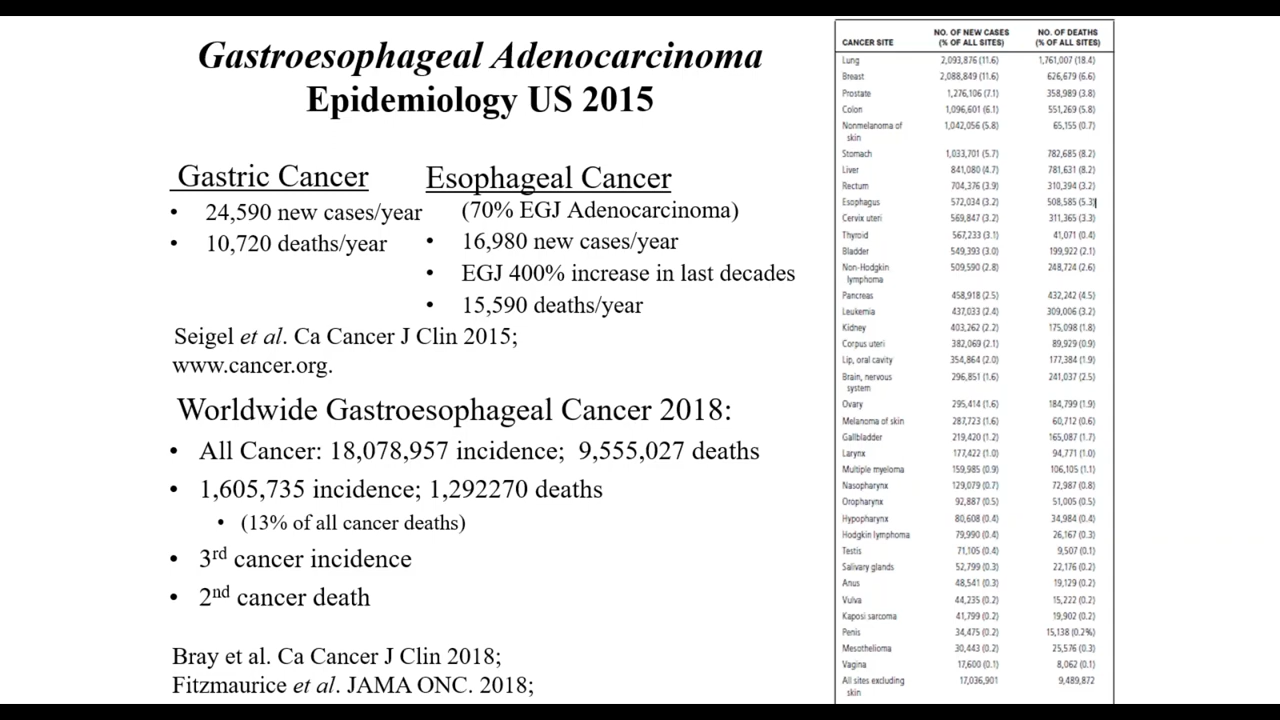 Gastroesophageal Adenocarcinoma
Epidemiology US 2015
Gastric Cancer
• 24,590 new cases/year
• 10,720 deaths/year
Esophageal Cancer
(70% EGJ Adenocarcinoma)
• 16,980 new cases/year
• EGJ 400% increase in last decades
• 15,590 deaths/year
Seigel et al. Ca Cancer J Clin 2015;
www.cancer.org.
Worldwide Gastroesophageal Cancer 2018:
• All Cancer: 18,078,957 incidence; 9,555,027 deaths
• 1,605,735 incidence; 1,292270 deaths
• (13% of all cancer deaths)
• 3rd cancer incidence
• 2nd cancer death
Bray et al. Ca Cancer J Clin 2018;
Fitzmaurice et al. JAMA ONC. 2018;
NO. OF NEW CASES NO. OF DEATHS
CANCER SITE (% OF ALL SITES) (% OF ALL SITES)
Lung 2,093,876 (11.6) 1,761,007 (18.4)
Breast 2,088,849 (11.6) 626,679 (6.6)
Prostate 1,276,106 (7.1) 358,989 (3.8)
Colon 1,096,601 (6.1) 551,269 (5.8)
Nonmelanoma of 1,042,056 (5.8) 65,155 (0.7)
skin
Stomach 1,033,701 (5.7) 782,685 (8.2)
Liver 841,080 (4.7) 781,631 (8.2)
Rectum 704,376 (3.9) 310,394 (3.2)
Esophagus 572,034 (3.2) 508,585 (5.3)
Cervix uteri 569,847 (3.2) 311,365 (3.3)
Thyroid 567,233 (3.1) 41,071 (0.4)
Bladder 549,393 (3.0) 199,922 (2.1)
Non-Hodgkin 509,590 (2.8) 248,724 (2.6)
lymphoma
Pancreas 458,918 (2.5) 432,242 (4.5)
Leukemia 437,033 (2.4) 309,006 (3.2)
Kidney 403,262 (2.2) 175,098 (1.8)
Corpus uteri 382,069 (2.1) 89,929 (0.9)
Lip, oral cavity 354,864 (2.0) 177,384 (1.9)
Brain, nervous 296,851 (1.6) 241,037 (2.5)
system
Ovary 295,414 (1.6) 184,799 (1.9)
Melanoma of skin 287,723 (1.6) 60,712 (0.6)
Gallbladder 219,420 (1.2) 165,087 (1.7)
Larynx 177,422 (1.0) 94,771 (1.0)
Multiple myeloma 159,985 (0.9) 106,105 (1.1)
Nasopharynx 129,079 (0.7) 72,987 (0.8)
Oropharynx 92,887 (0.5) 51,005 (0.5)
Hypopharynx 80,608 (0.4) 34,984 (0.4)
Hodgkin lymphoma 79,990 (0.4) 26,167 (0.3)
Testis 71,105 (0.4) 9,507 (0.1)
Salivary glands 52,799 (0.3) 22,176 (0.2)
Anus 48,541 (0.3) 19,129 (0.2)
Vulva 44,235 (0.2) 15,222 (0.2)
Kaposi sarcoma 41,799 (0.2) 19,902 (0.2)
Penis 34,475 (0.2) 15,138 (0.2%)
Mesothelioma 30,443 (0.2) 25,576 (0.3)
Vagina 17,600 (0.1) 8,062 (0.1)
All sites excluding 17,036,901 9,489,872
skin